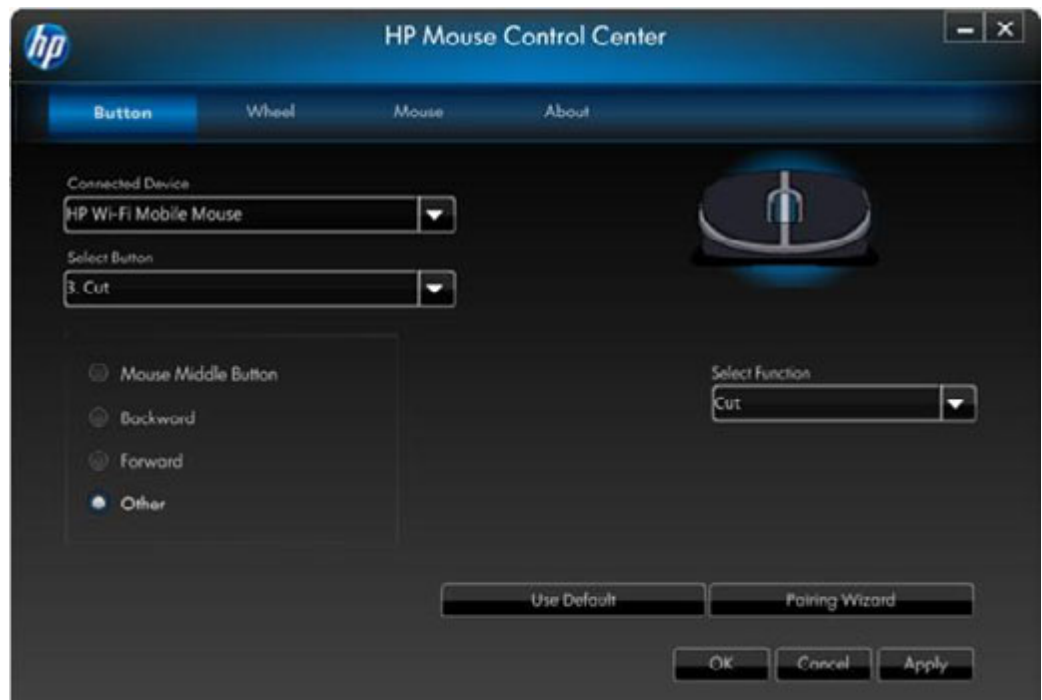 hp
HP Mouse Control Center
Button Wheel Mouse About
Connected Device
HP Wi-Fi Mobile Mouse
Select Button
3. Cut
Mouse Middle Button
Backward
Forward
Other
Select Function
Cut
Use Default Pairing Wizard
OK Cancel Apply